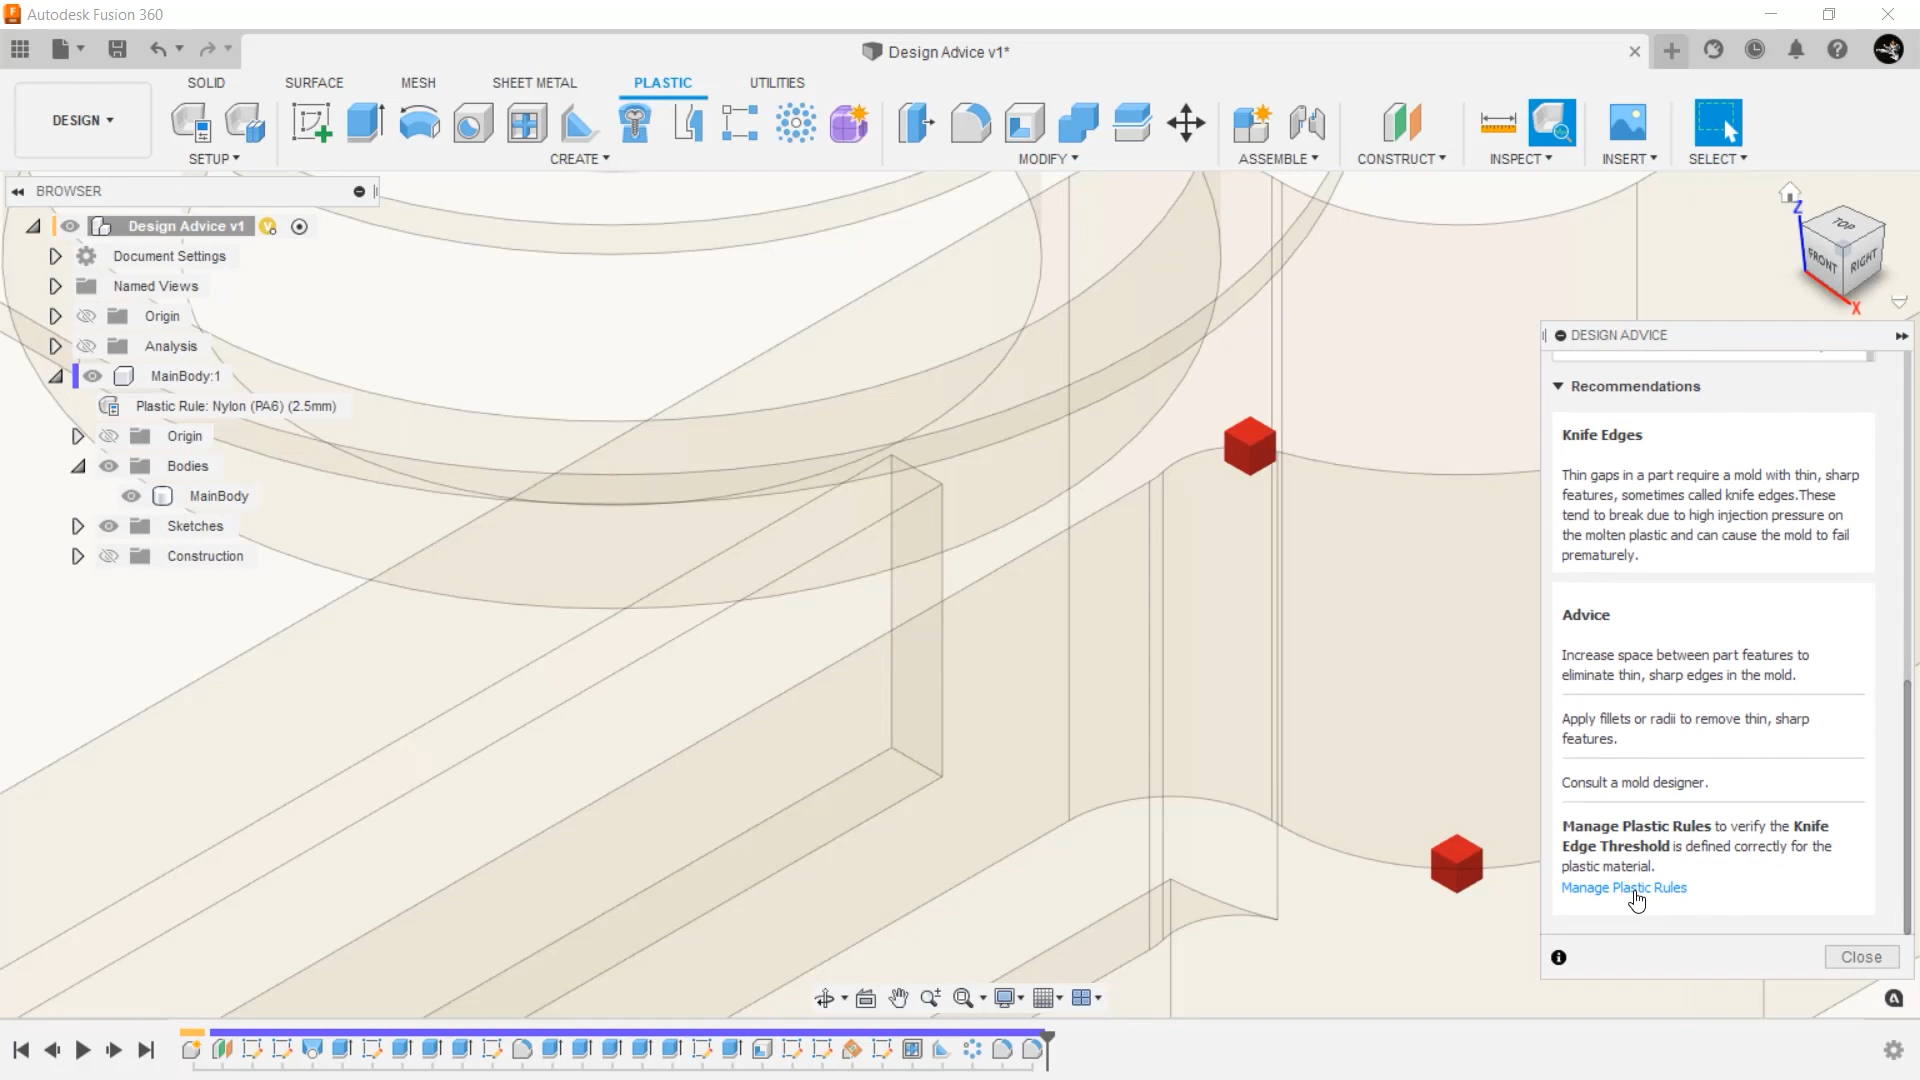 Autodesk Fusion 360
Design Advice v1*
SOLID
SURFACE
MESH
SHEET METAL
PLASTIC
UTILITIES
DESIGN
SETUP
CREATE
MODIFY
ASSEMBLE
CONSTRUCT
INSPECT
INSERT
SELECT
BROWSER
Design Advice v1
Document Settings
Named Views
Origin
Analysis
MainBody:1
Plastic Rule: Nylon (PA6) (2.5mm)
Origin
Bodies
MainBody
Sketches
Construction
Z
TOP
FRONT
RIGHT
X
DESIGN ADVICE
Recommendations
Knife Edges
Thin gaps in a part require a mold with thin, sharp
features, sometimes called knife edges.These
tend to break due to high injection pressure on
the molten plastic and can cause the mold to fail
prematurely.
Advice
Increase space between part features to
eliminate thin, sharp edges in the mold.
Apply fillets or radii to remove thin, sharp
features.
Consult a mold designer.
Manage Plastic Rules to verify the Knife
Edge Threshold is defined correctly for the
plastic material.
Manage Plastic Rules
Close